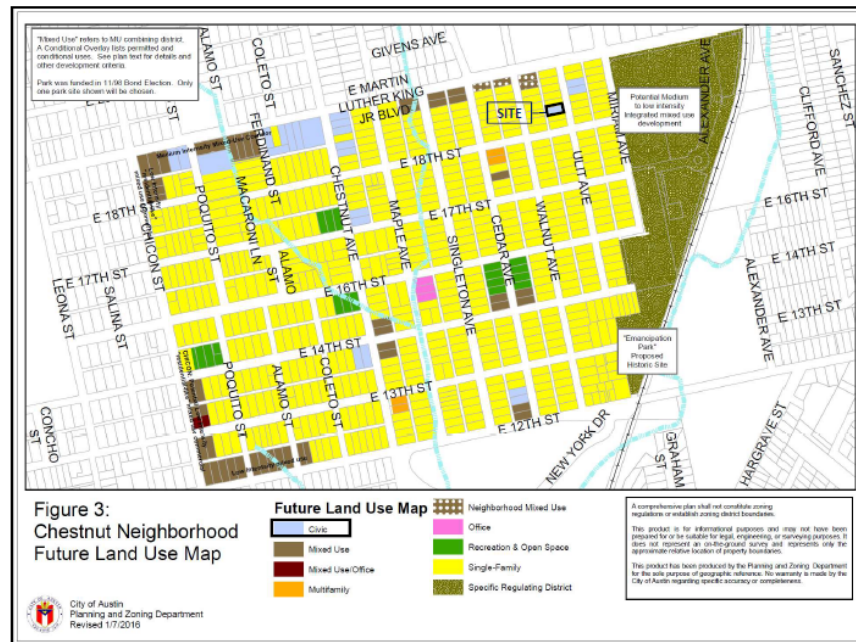 "Mixed Use" refers to MU combining district.
A Conditional Overlay lists permitted and
conditional uses. See plan text for details and
other development criteria.
Park was funded in 11/98 Bond Election. Only
one park site shown will be chosen.
ALAMO ST
COLETO ST
GIVENS AVE
E MARTIN
LUTHER KING
JR BLVD
SITE
MIRIAM AVE
Potential Medium
to low intensity
Integrated mixed use
development
ALEXANDER AVE
SANCHEZ ST
CLIFFORD AVE
FERDINAND ST
E 18TH ST
E 18TH ST
CHESTNUT AVE
ULIT AVE
POQUITO ST
MACARONI LN
ST
MAPLE AVE
E 17TH ST
CEDAR AVE
WALNUT AVE
E 16TH ST
CHICON ST
E 17TH ST
ALAMO
SINGLETON AVE
E 14TH ST
LEONA ST
SALINA ST
E 16TH ST
ALEXANDER AVE
E 13TH ST
E 14TH ST
"Emancipation
Park"
Proposed
Historic Site
POQUITO ST
ALAMO ST
COLETO ST
E 13TH ST
E 12TH ST
CONCHO
ST
NEW YORK DR
GRAHAM
ST
HARGRAVE ST
Figure 3:
Chestnut Neighborhood
Future Land Use Map
Future Land Use Map
Civic
Mixed Use
Mixed Use/Office
Multifamily
Neighborhood Mixed Use
Office
Recreation & Open Space
Single-Family
Specific Regulating District
A comprehensive plan shall not constitute zoning
regulations or establish zoning district boundaries.
This product is for informational purposes and may not have been
prepared for or be suitable for legal, engineering, or surveying purposes. It
does not represent an on-the-ground survey and represents only the
approximate relative location of property boundaries.
This product has been produced by the Planning and Zoning Department
for the sole purpose of geographic reference. No warranty is made by the
City of Austin regarding specific accuracy or completeness.
City of Austin
Planning and Zoning Department
Revised 1/7/2016